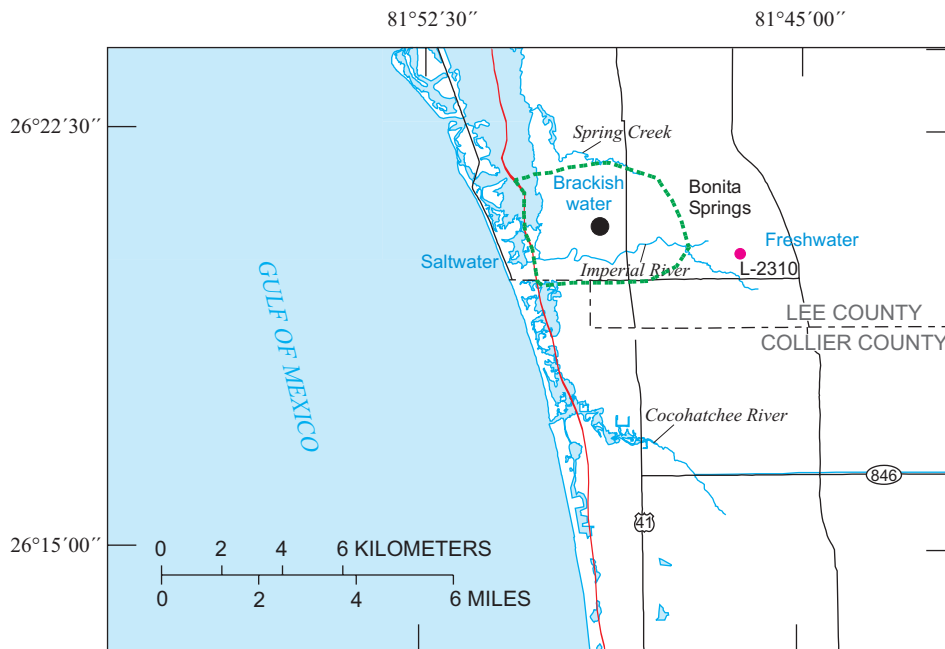 81°52′30′′
81°45′00′′
26°22′30′′
Spring Creek
Brackish
water
Bonita
Springs
Freshwater
Saltwater
Imperial River
L-2310
GULF OF MEXICO
LEE COUNTY
COLLIER COUNTY
Cocohatchee River
846
41
26°15′00′′
0 2 4 6 KILOMETERS
0 2 4 6 MILES